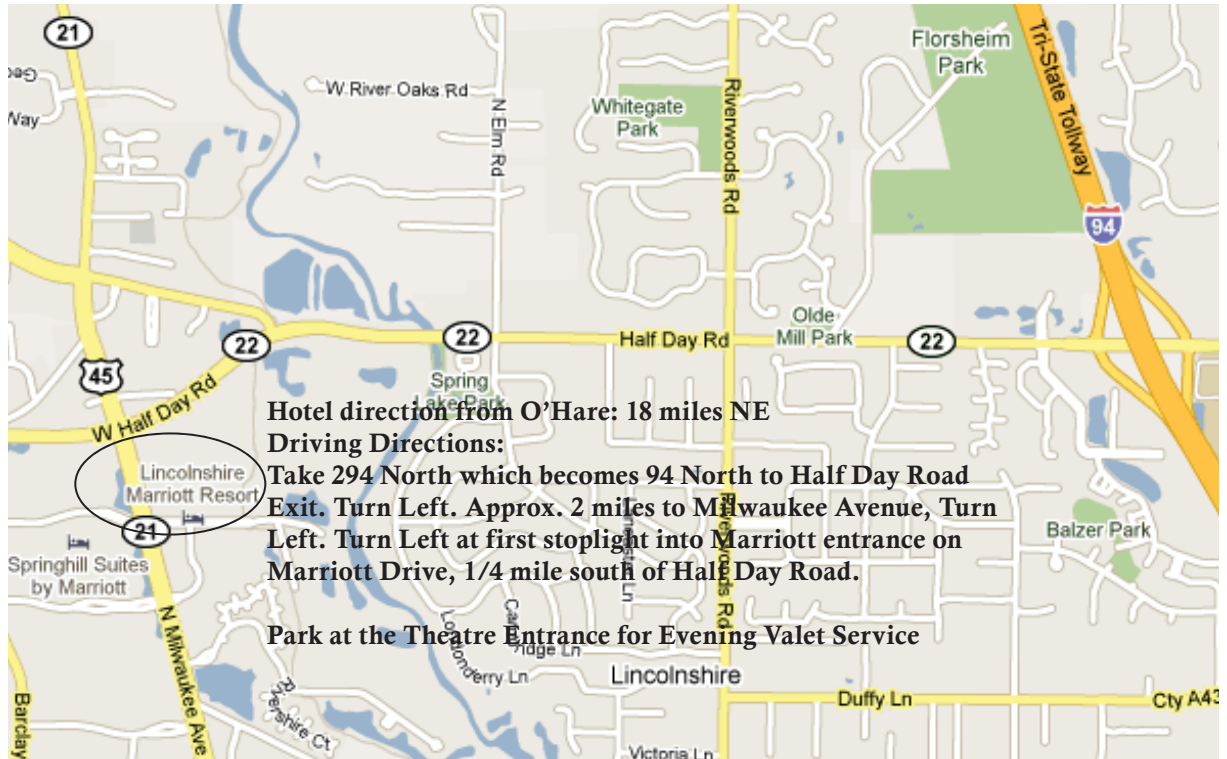 21
Florsheim
Park
Tri-State Tollway
W River Oaks Rd
N Elm Rd
Whitegate
Park
Riverwoods Rd
Way
94
Olde
Mill Park
22
22
Half Day Rd
22
45
W Half Day Rd
Spring
Lake Park
Hotel direction from O’Hare: 18 miles NE
Driving Directions:
Take 294 North which becomes 94 North to Half Day Road
Exit. Turn Left. Approx. 2 miles to Milwaukee Avenue, Turn
Left. Turn Left at first stoplight into Marriott entrance on
Marriott Drive, 1/4 mile south of Half Day Road.
Park at the Theatre Entrance for Evening Valet Service
Lincolnshire
Marriott Resort
21
Springhill Suites
by Marriott
Balzer Park
Riverwoods Rd
N Milwaukee Ave
Londonderry Ln
Lincolnshire
Duffy Ln
Cty A43
Barclay
Victoria Ln